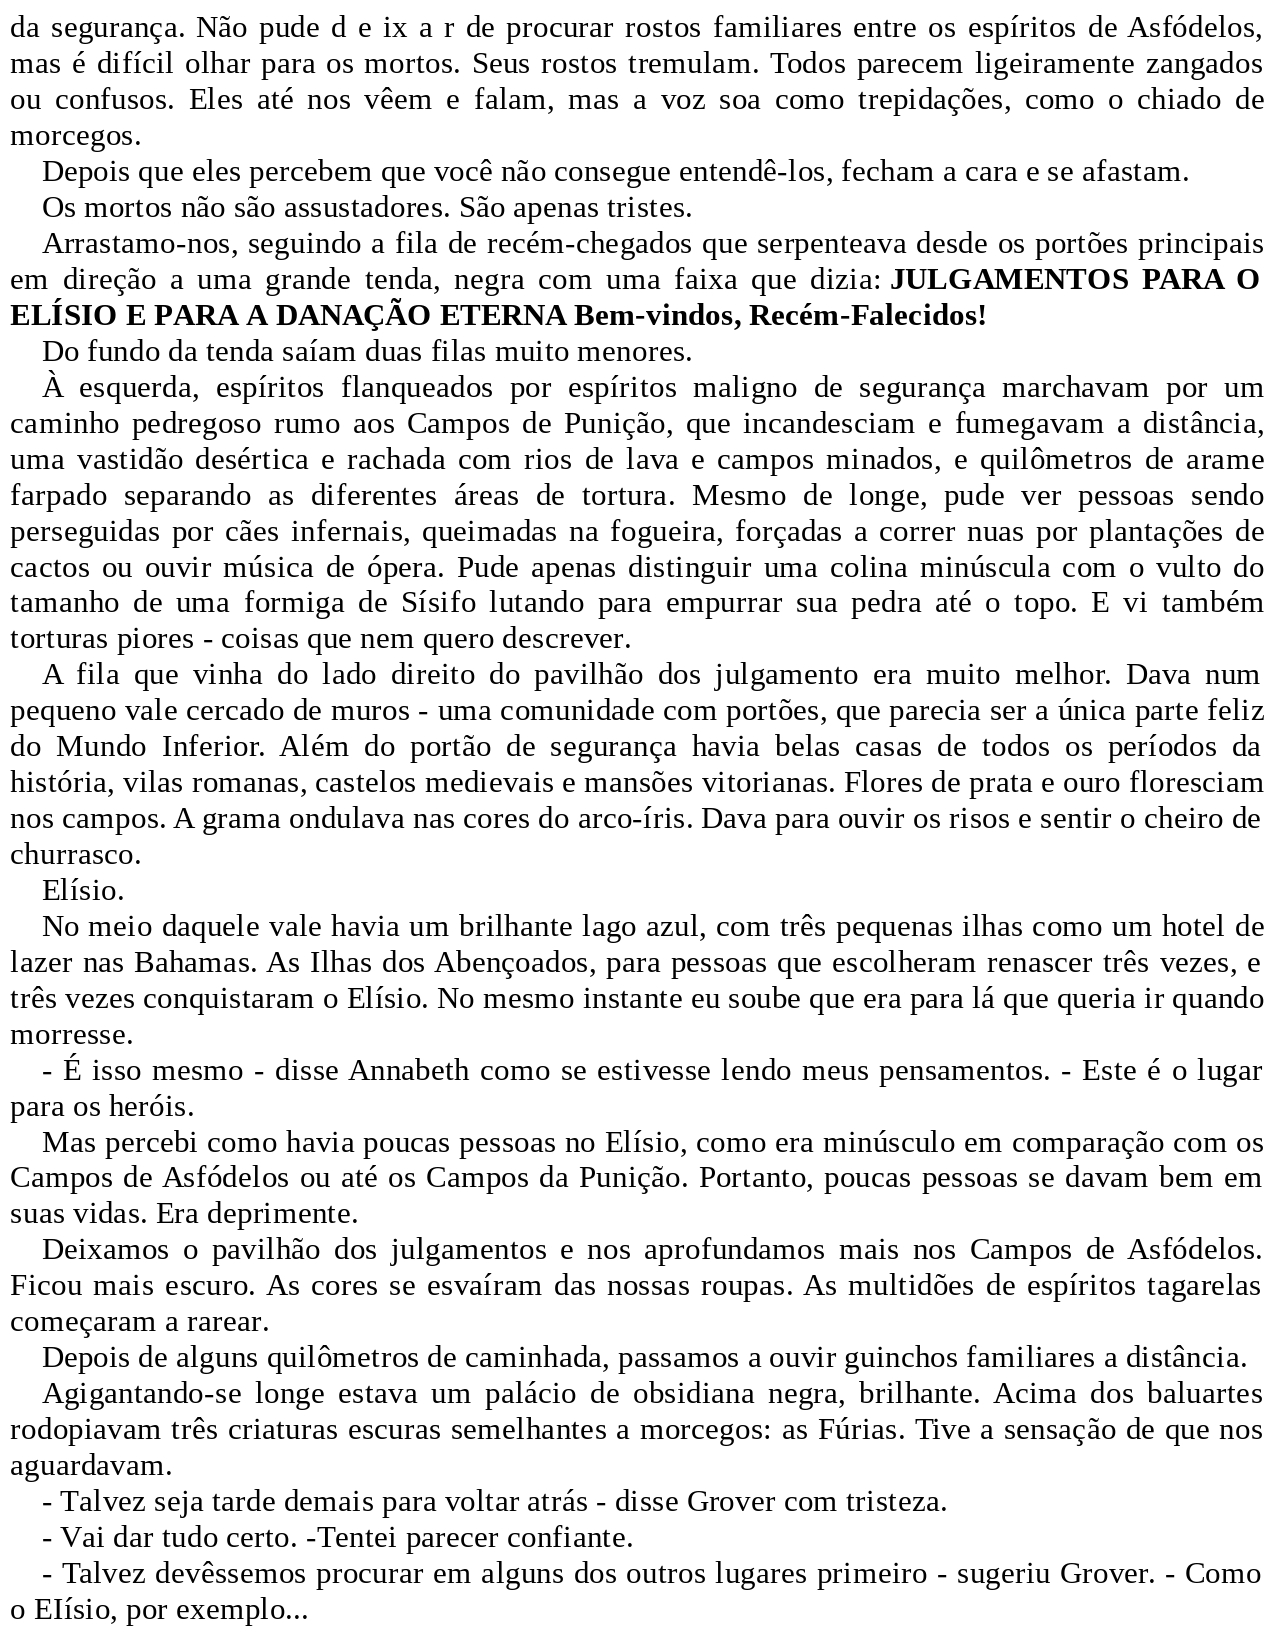 da segurança. Não pude d e ix a r de procurar rostos familiares entre os espíritos de Asfódelos,
mas é difícil olhar para os mortos. Seus rostos tremulam. Todos parecem ligeiramente zangados
ou confusos. Eles até nos vêem e falam, mas a voz soa como trepidações, como o chiado de
morcegos.
Depois que eles percebem que você não consegue entendê-los, fecham a cara e se afastam.
Os mortos não são assustadores. São apenas tristes.
Arrastamo-nos, seguindo a fila de recém-chegados que serpenteava desde os portões principais
em direção a uma grande tenda, negra com uma faixa que dizia: JULGAMENTOS PARA O
ELÍSIO E PARA A DANAÇÃO ETERNA Bem-vindos, Recém-Falecidos!
Do fundo da tenda saíam duas filas muito menores.
À esquerda, espíritos flanqueados por espíritos maligno de segurança marchavam por um
caminho pedregoso rumo aos Campos de Punição, que incandesciam e fumegavam a distância,
uma vastidão desértica e rachada com rios de lava e campos minados, e quilômetros de arame
farpado separando as diferentes áreas de tortura. Mesmo de longe, pude ver pessoas sendo
perseguidas por cães infernais, queimadas na fogueira, forçadas a correr nuas por plantações de
cactos ou ouvir música de ópera. Pude apenas distinguir uma colina minúscula com o vulto do
tamanho de uma formiga de Sísifo lutando para empurrar sua pedra até o topo. E vi também
torturas piores - coisas que nem quero descrever.
A fila que vinha do lado direito do pavilhão dos julgamento era muito melhor. Dava num
pequeno vale cercado de muros - uma comunidade com portões, que parecia ser a única parte feliz
do Mundo Inferior. Além do portão de segurança havia belas casas de todos os períodos da
história, vilas romanas, castelos medievais e mansões vitorianas. Flores de prata e ouro floresciam
nos campos. A grama ondulava nas cores do arco-íris. Dava para ouvir os risos e sentir o cheiro de
churrasco.
Elísio.
No meio daquele vale havia um brilhante lago azul, com três pequenas ilhas como um hotel de
lazer nas Bahamas. As Ilhas dos Abençoados, para pessoas que escolheram renascer três vezes, e
três vezes conquistaram o Elísio. No mesmo instante eu soube que era para lá que queria ir quando
morresse.
- É isso mesmo - disse Annabeth como se estivesse lendo meus pensamentos. - Este é o lugar
para os heróis.
Mas percebi como havia poucas pessoas no Elísio, como era minúsculo em comparação com os
Campos de Asfódelos ou até os Campos da Punição. Portanto, poucas pessoas se davam bem em
suas vidas. Era deprimente.
Deixamos o pavilhão dos julgamentos e nos aprofundamos mais nos Campos de Asfódelos.
Ficou mais escuro. As cores se esvaíram das nossas roupas. As multidões de espíritos tagarelas
começaram a rarear.
Depois de alguns quilômetros de caminhada, passamos a ouvir guinchos familiares a distância.
Agigantando-se longe estava um palácio de obsidiana negra, brilhante. Acima dos baluartes
rodopiavam três criaturas escuras semelhantes a morcegos: as Fúrias. Tive a sensação de que nos
aguardavam.
- Talvez seja tarde demais para voltar atrás - disse Grover com tristeza.
- Vai dar tudo certo. -Tentei parecer confiante.
- Talvez devêssemos procurar em alguns dos outros lugares primeiro - sugeriu Grover. - Como
o EIísio, por exemplo...